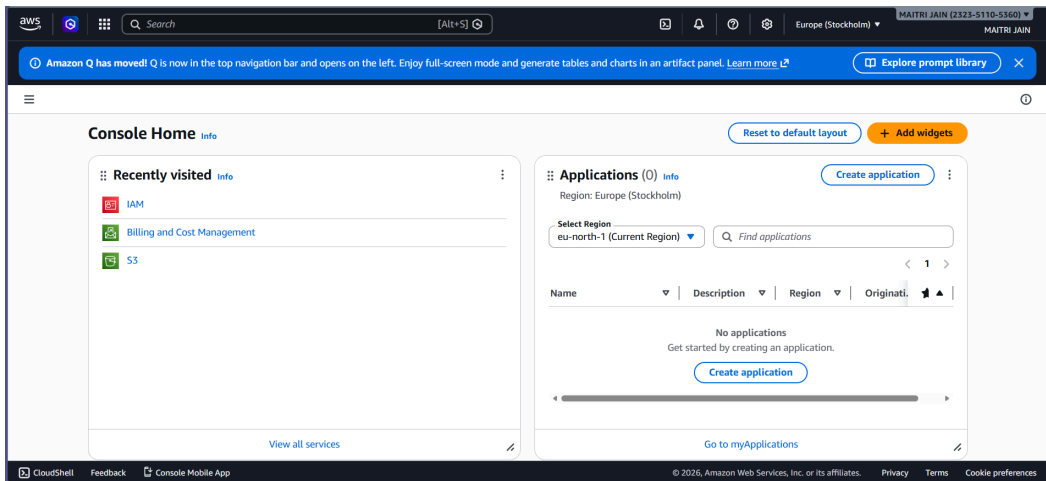 aws
Search [Alt+S]
Europe (Stockholm) ▼
MAITRI JAIN (2323-5110-5360) ▼
MAITRI JAIN
Amazon Q has moved! Q is now in the top navigation bar and opens on the left. Enjoy full-screen mode and generate tables and charts in an artifact panel. Learn more
Explore prompt library
Console Home Info
Reset to default layout
+ Add widgets
Recently visited Info
IAM
Billing and Cost Management
S3
View all services
Applications (0) Info
Create application
Region: Europe (Stockholm)
Select Region
eu-north-1 (Current Region)
Find applications
1
Name Description Region Originati.
No applications
Get started by creating an application.
Create application
Go to myApplications
CloudShell Feedback Console Mobile App © 2026, Amazon Web Services, Inc. or its affiliates. Privacy Terms Cookie preferences